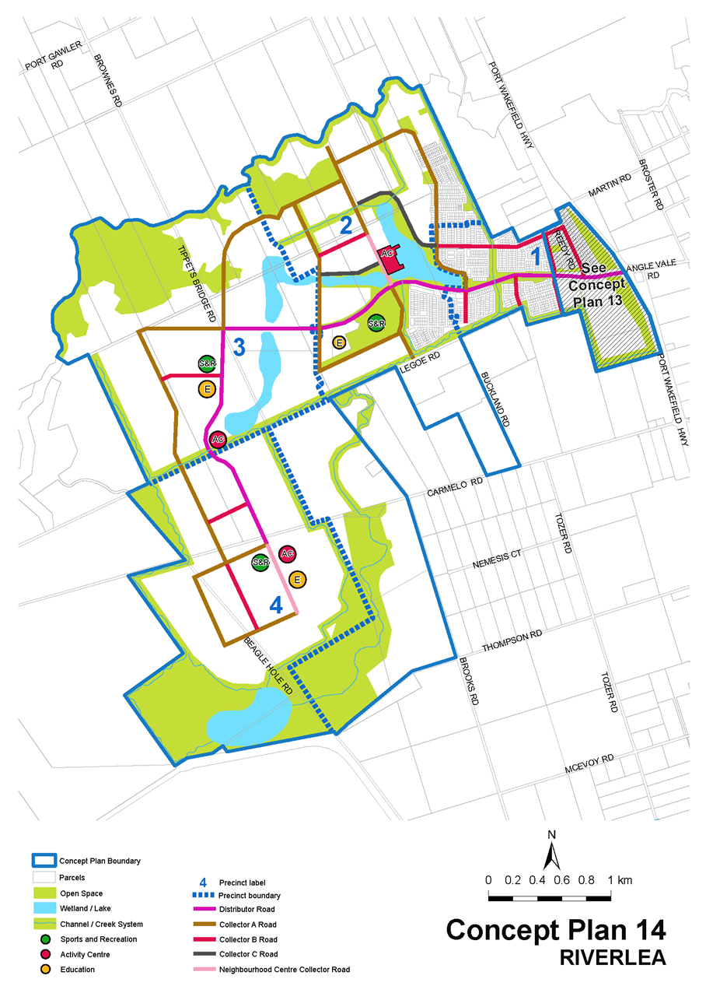 PORT GAWLER
RD
BROWNES RD
PORT WAKEFIELD HWY
BROSTER RD
MARTIN RD
TIPPETS BRIDGE RD
2
AC
1
REEDY RD
See
Concept
Plan 13
ANGLE VALE
RD
S&R
E
3
S&R
E
LEGOE RD
BUCKLAND RD
PORT WAKEFIELD HWY
AC
CARMELO RD
TOZER RD
NEMESIS CT
S&R
AC
E
4
BEAGLE HOLE RD
THOMPSON RD
BROOKS RD
TOZER RD
MCEVOY RD
Concept Plan Boundary
Parcels
Open Space
Wetland / Lake
Channel / Creek System
Sports and Recreation
Activity Centre
Education
4 Precinct label
Precinct boundary
Distributor Road
Collector A Road
Collector B Road
Collector C Road
Neighbourhood Centre Collector Road
N
0 0.2 0.4 0.6 0.8 1 km
Concept Plan 14
RIVERLEA